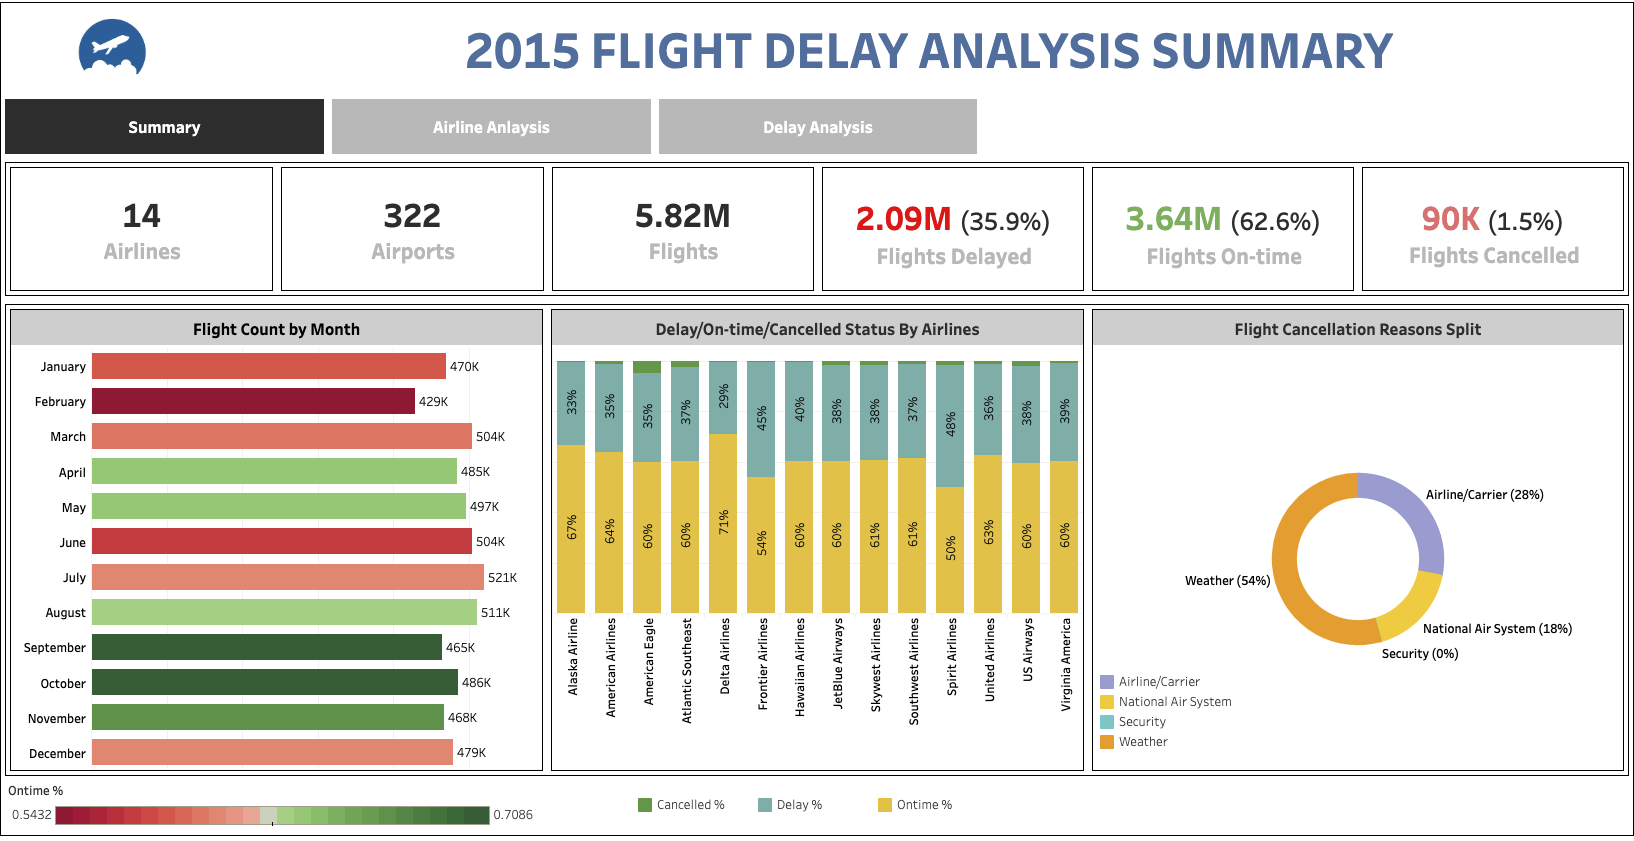 2015 FLIGHT DELAY ANALYSIS SUMMARY
Summary
Airline Anlaysis
Delay Analysis
14
Airlines
322
Airports
5.82M
Flights
2.09M (35.9%)
Flights Delayed
3.64M (62.6%)
Flights On-time
90K (1.5%)
Flights Cancelled
Flight Count by Month
January 470K
February 429K
March 504K
April 485K
May 497K
June 504K
July 521K
August 511K
September 465K
October 486K
November 468K
December 479K
Ontime %
0.5432 0.7086
Delay/On-time/Cancelled Status By Airlines
33% 35% 35% 37% 29% 45% 40% 38% 38% 37% 48% 36% 38% 39%
67% 64% 60% 60% 71% 54% 60% 60% 61% 61% 50% 63% 60% 60%
Alaska Airline
American Airlines
American Eagle
Atlantic Southeast
Delta Airlines
Frontier Airlines
Hawaiian Airlines
JetBlue Airways
Skywest Airlines
Southwest Airlines
Spirit Airlines
United Airlines
US Airways
Virginia America
Cancelled % Delay % Ontime %
Flight Cancellation Reasons Split
Airline/Carrier (28%)
Weather (54%)
National Air System (18%)
Security (0%)
Airline/Carrier
National Air System
Security
Weather